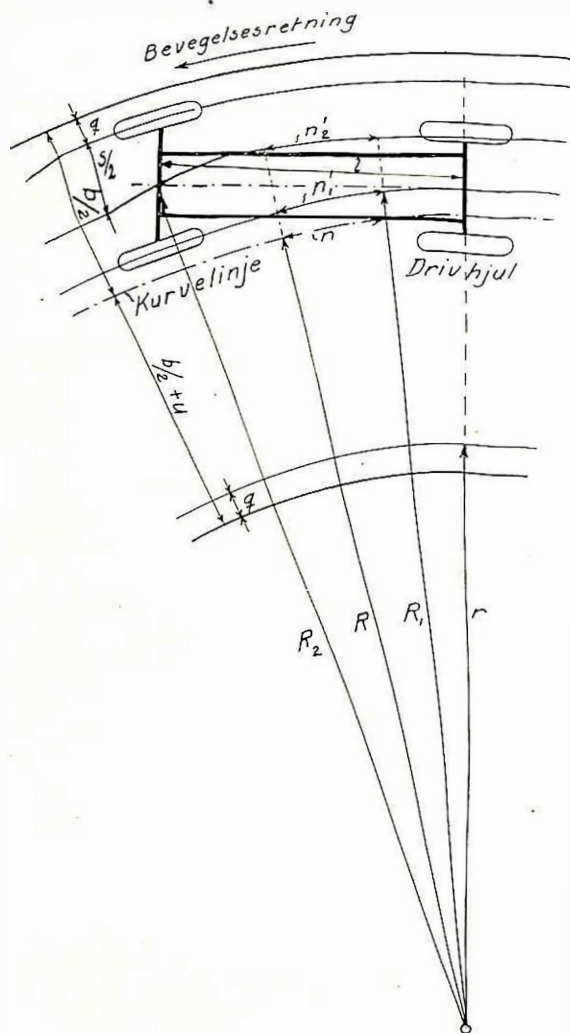 Bevegelsesretning
q
s/2
b/2
n'₂
l
n'₁
n
Kurvelinje
Drivhjul
b/2 + u
q
R₂
R
R₁
r